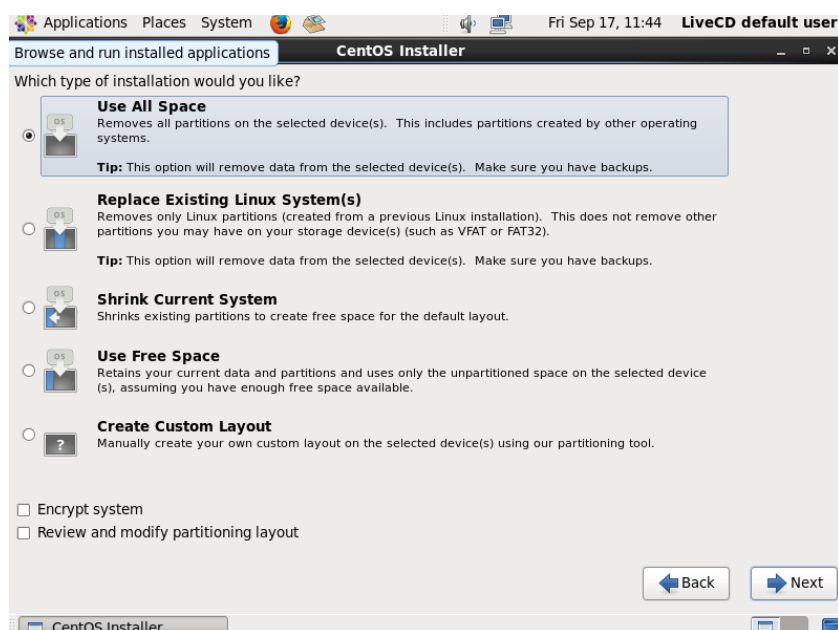 Applications Places System Fri Sep 17, 11:44 LiveCD default user
Browse and run installed applications CentOS Installer
Which type of installation would you like?
Use All Space
Removes all partitions on the selected device(s). This includes partitions created by other operating
systems.
Tip: This option will remove data from the selected device(s). Make sure you have backups.
Replace Existing Linux System(s)
Removes only Linux partitions (created from a previous Linux installation). This does not remove other
partitions you may have on your storage device(s) (such as VFAT or FAT32).
Tip: This option will remove data from the selected device(s). Make sure you have backups.
Shrink Current System
Shrinks existing partitions to create free space for the default layout.
Use Free Space
Retains your current data and partitions and uses only the unpartitioned space on the selected device
(s), assuming you have enough free space available.
Create Custom Layout
Manually create your own custom layout on the selected device(s) using our partitioning tool.
Encrypt system
Review and modify partitioning layout
Back Next
CentOS Installer